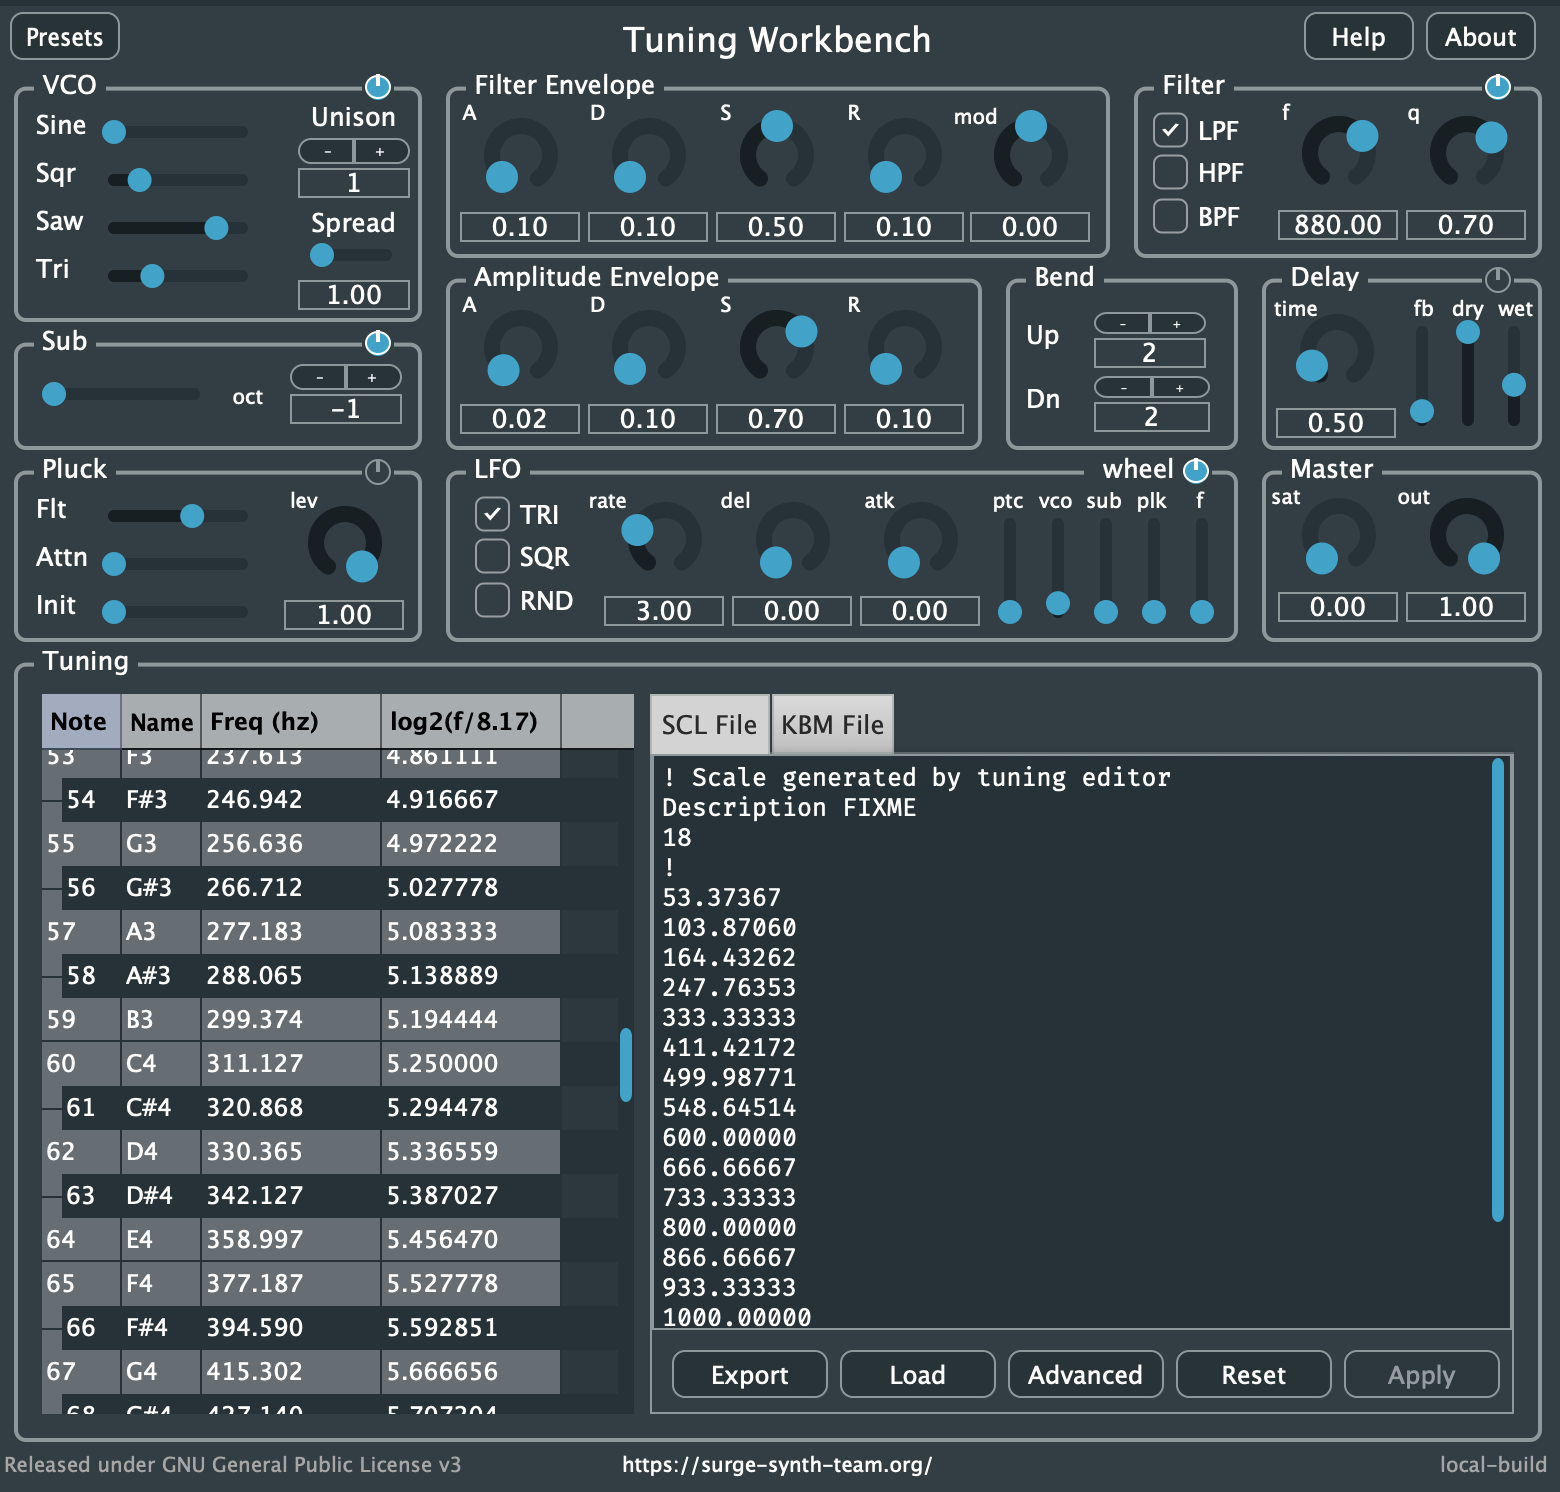 Presets
Tuning Workbench
Help
About
VCO
Sine
Sqr
Saw
Tri
Unison
- +
1
Spread
1.00
Filter Envelope
A D S R mod
0.10 0.10 0.50 0.10 0.00
Filter
LPF
HPF
BPF
f q
880.00 0.70
Sub
oct
- +
-1
Amplitude Envelope
A D S R
0.02 0.10 0.70 0.10
Bend
Up
- +
2
Dn
- +
2
Delay
time fb dry wet
0.50
Pluck
Flt
Attn
Init
lev
1.00
LFO
wheel
TRI
SQR
RND
rate del atk ptc vco sub plk f
3.00 0.00 0.00
Master
sat out
0.00 1.00
Tuning
Note Name Freq (hz) log2(f/8.17)
53 F3 237.613 4.861111
54 F#3 246.942 4.916667
55 G3 256.636 4.972222
56 G#3 266.712 5.027778
57 A3 277.183 5.083333
58 A#3 288.065 5.138889
59 B3 299.374 5.194444
60 C4 311.127 5.250000
61 C#4 320.868 5.294478
62 D4 330.365 5.336559
63 D#4 342.127 5.387027
64 E4 358.997 5.456470
65 F4 377.187 5.527778
66 F#4 394.590 5.592851
67 G4 415.302 5.666656
SCL File
KBM File
! Scale generated by tuning editor
Description FIXME
18
!
53.37367
103.87060
164.43262
247.76353
333.33333
411.42172
499.98771
548.64514
600.00000
666.66667
733.33333
800.00000
866.66667
933.33333
1000.00000
Export
Load
Advanced
Reset
Apply
Released under GNU General Public License v3
https://surge-synth-team.org/
local-build